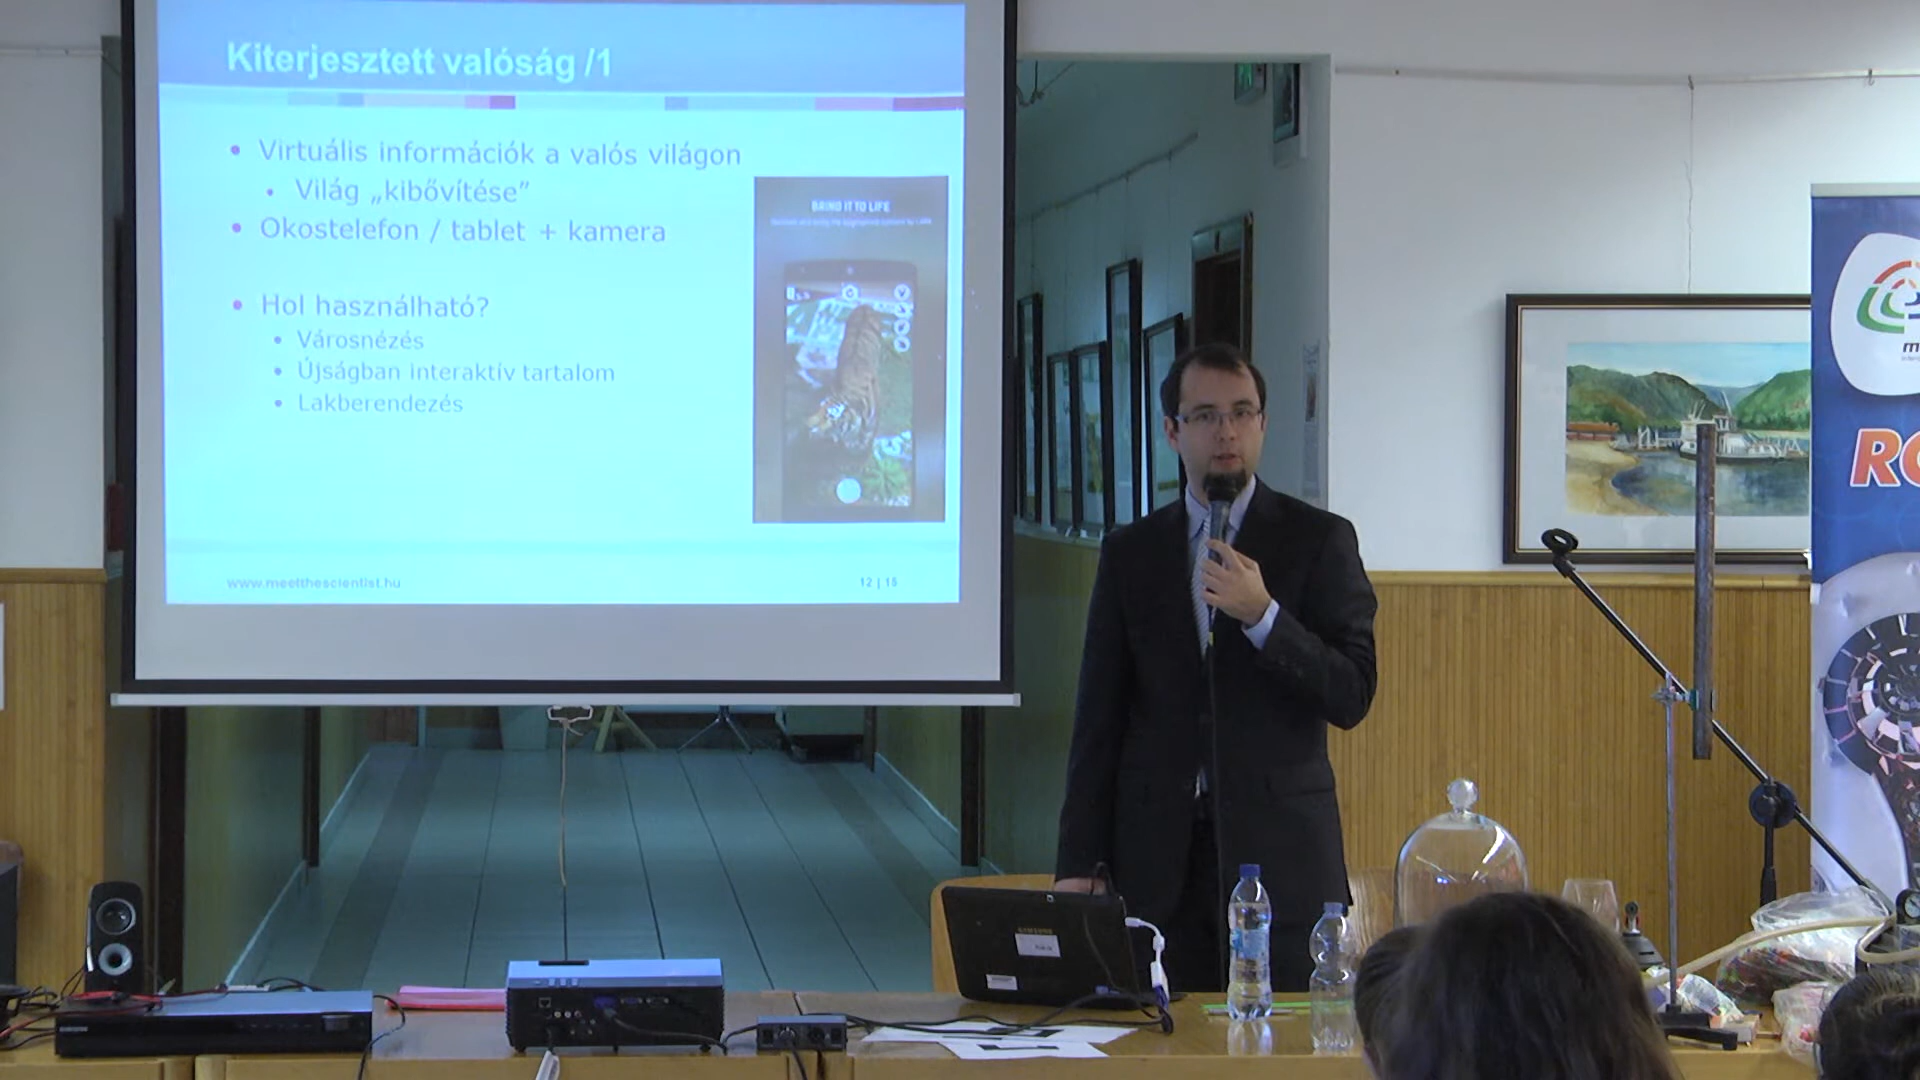 Kiterjesztett valóság /1
Virtuális információk a valós világon
Világ „kibővítése”
Okostelefon / tablet + kamera
Hol használható?
Városnézés
Újságban interaktív tartalom
Lakberendezés
BRING IT TO LIFE
www.meetthescientist.hu
12 | 15
SAMSUNG